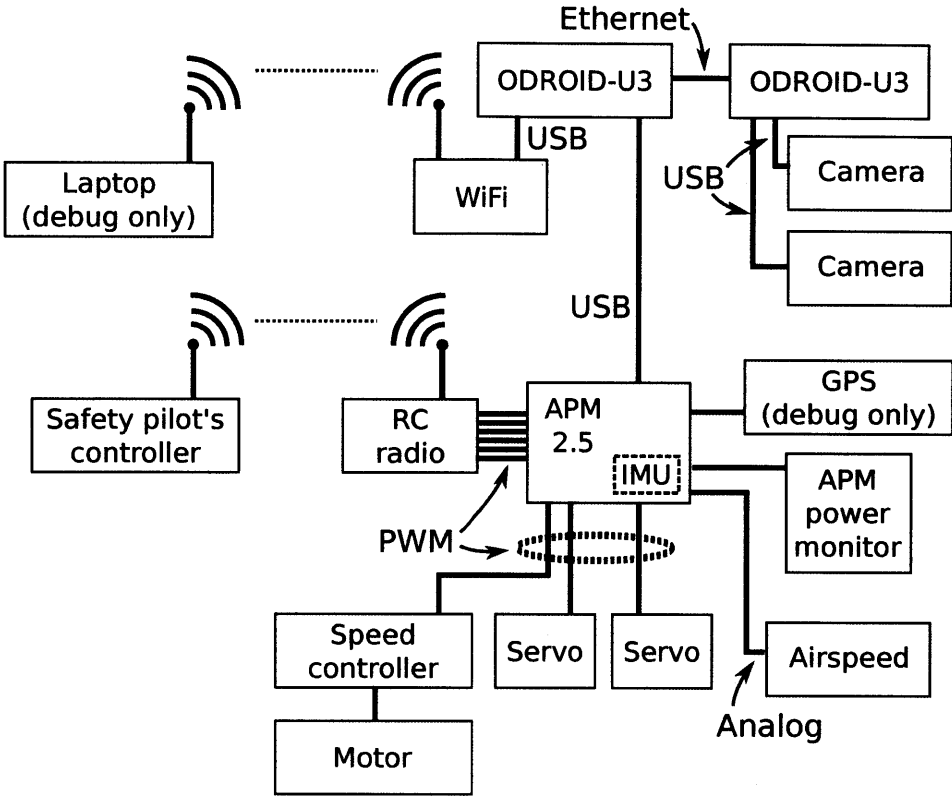 Ethernet
ODROID-U3
ODROID-U3
USB
Laptop
(debug only)
WiFi
USB
Camera
Camera
USB
Safety pilot's
controller
RC
radio
APM
2.5
IMU
GPS
(debug only)
APM
power
monitor
PWM
Speed
controller
Servo
Servo
Airspeed
Analog
Motor